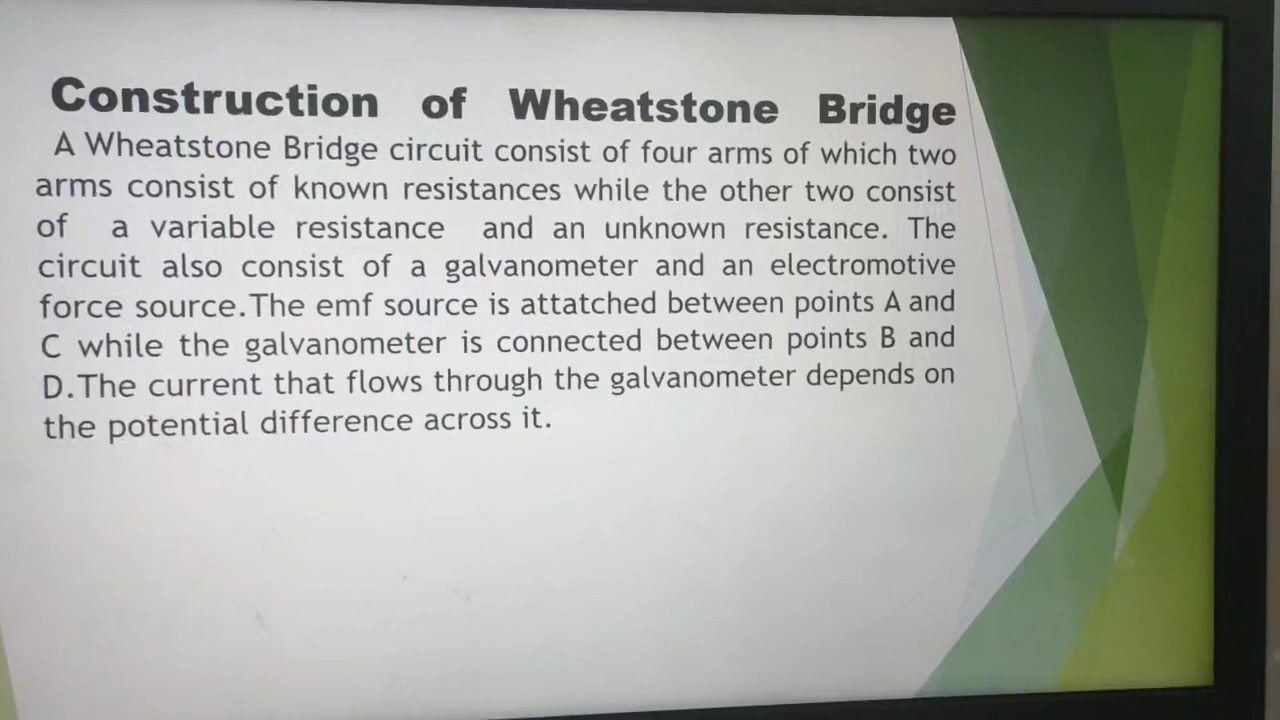 Construction of Wheatstone Bridge
A Wheatstone Bridge circuit consist of four arms of which two
arms consist of known resistances while the other two consist
of a variable resistance and an unknown resistance. The
circuit also consist of a galvanometer and an electromotive
force source.The emf source is attatched between points A and
C while the galvanometer is connected between points B and
D.The current that flows through the galvanometer depends on
the potential difference across it.